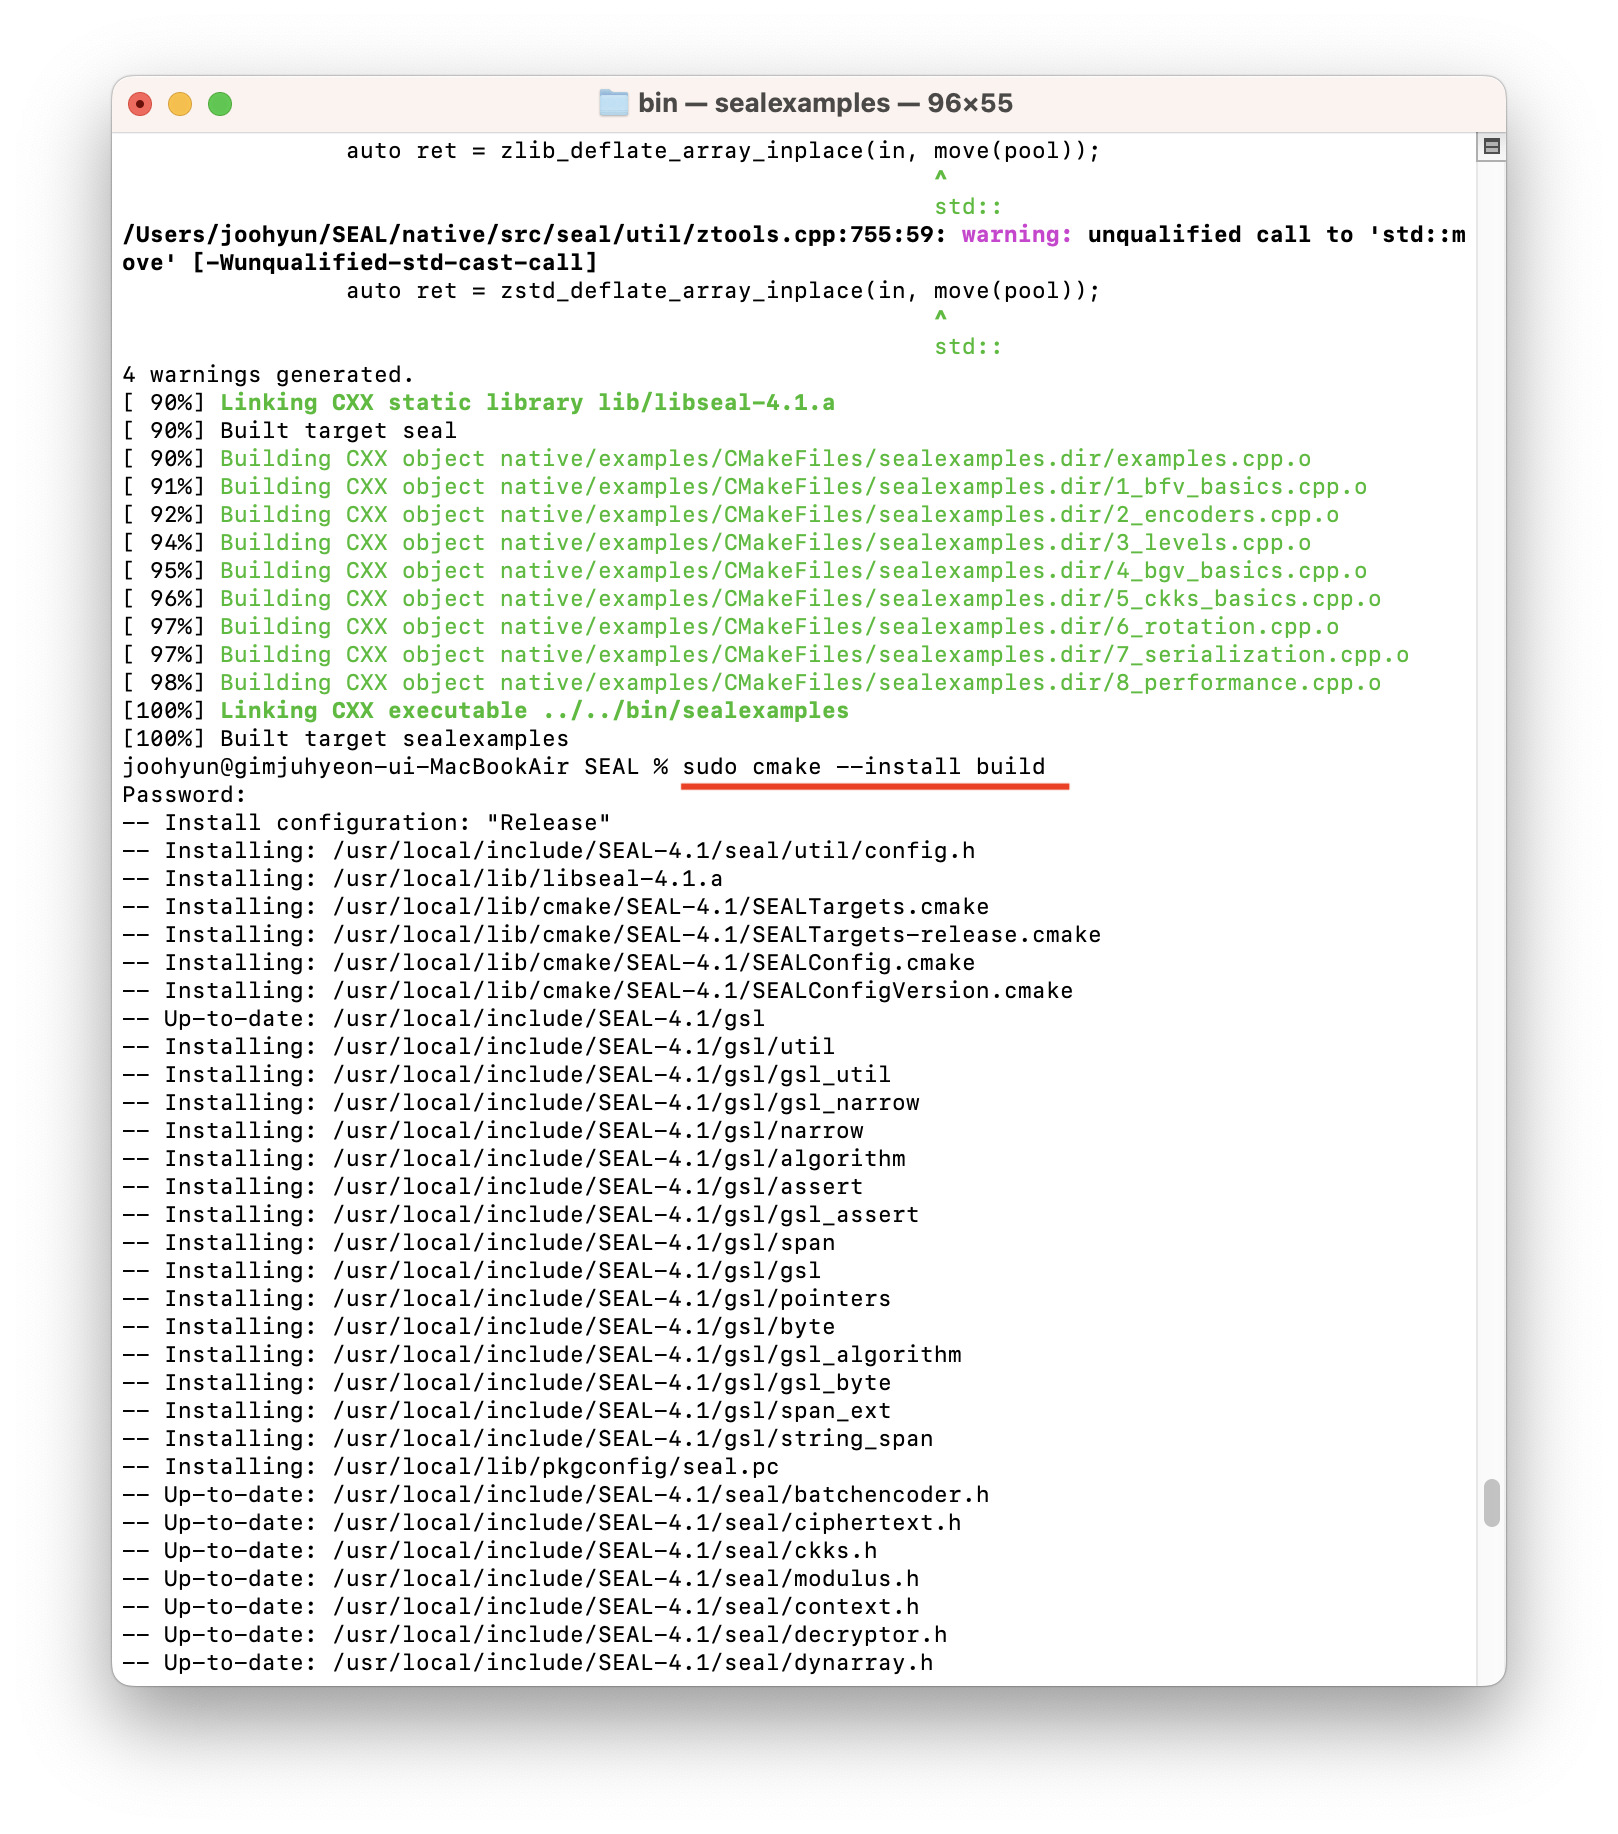 bin — sealexamples — 96×55
auto ret = zlib_deflate_array_inplace(in, move(pool));
^
std::
/Users/joohyun/SEAL/native/src/seal/util/ztools.cpp:755:59: warning: unqualified call to 'std::m
ove' [-Wunqualified-std-cast-call]
auto ret = zstd_deflate_array_inplace(in, move(pool));
^
std::
4 warnings generated.
[ 90%] Linking CXX static library lib/libseal-4.1.a
[ 90%] Built target seal
[ 90%] Building CXX object native/examples/CMakeFiles/sealexamples.dir/examples.cpp.o
[ 91%] Building CXX object native/examples/CMakeFiles/sealexamples.dir/1_bfv_basics.cpp.o
[ 92%] Building CXX object native/examples/CMakeFiles/sealexamples.dir/2_encoders.cpp.o
[ 94%] Building CXX object native/examples/CMakeFiles/sealexamples.dir/3_levels.cpp.o
[ 95%] Building CXX object native/examples/CMakeFiles/sealexamples.dir/4_bgv_basics.cpp.o
[ 96%] Building CXX object native/examples/CMakeFiles/sealexamples.dir/5_ckks_basics.cpp.o
[ 97%] Building CXX object native/examples/CMakeFiles/sealexamples.dir/6_rotation.cpp.o
[ 97%] Building CXX object native/examples/CMakeFiles/sealexamples.dir/7_serialization.cpp.o
[ 98%] Building CXX object native/examples/CMakeFiles/sealexamples.dir/8_performance.cpp.o
[100%] Linking CXX executable ../../bin/sealexamples
[100%] Built target sealexamples
joohyun@gimjuhyeon-ui-MacBookAir SEAL % sudo cmake --install build
Password:
-- Install configuration: "Release"
-- Installing: /usr/local/include/SEAL-4.1/seal/util/config.h
-- Installing: /usr/local/lib/libseal-4.1.a
-- Installing: /usr/local/lib/cmake/SEAL-4.1/SEALTargets.cmake
-- Installing: /usr/local/lib/cmake/SEAL-4.1/SEALTargets-release.cmake
-- Installing: /usr/local/lib/cmake/SEAL-4.1/SEALConfig.cmake
-- Installing: /usr/local/lib/cmake/SEAL-4.1/SEALConfigVersion.cmake
-- Up-to-date: /usr/local/include/SEAL-4.1/gsl
-- Installing: /usr/local/include/SEAL-4.1/gsl/util
-- Installing: /usr/local/include/SEAL-4.1/gsl/gsl_util
-- Installing: /usr/local/include/SEAL-4.1/gsl/gsl_narrow
-- Installing: /usr/local/include/SEAL-4.1/gsl/narrow
-- Installing: /usr/local/include/SEAL-4.1/gsl/algorithm
-- Installing: /usr/local/include/SEAL-4.1/gsl/assert
-- Installing: /usr/local/include/SEAL-4.1/gsl/gsl_assert
-- Installing: /usr/local/include/SEAL-4.1/gsl/span
-- Installing: /usr/local/include/SEAL-4.1/gsl/gsl
-- Installing: /usr/local/include/SEAL-4.1/gsl/pointers
-- Installing: /usr/local/include/SEAL-4.1/gsl/byte
-- Installing: /usr/local/include/SEAL-4.1/gsl/gsl_algorithm
-- Installing: /usr/local/include/SEAL-4.1/gsl/gsl_byte
-- Installing: /usr/local/include/SEAL-4.1/gsl/span_ext
-- Installing: /usr/local/include/SEAL-4.1/gsl/string_span
-- Installing: /usr/local/lib/pkgconfig/seal.pc
-- Up-to-date: /usr/local/include/SEAL-4.1/seal/batchencoder.h
-- Up-to-date: /usr/local/include/SEAL-4.1/seal/ciphertext.h
-- Up-to-date: /usr/local/include/SEAL-4.1/seal/ckks.h
-- Up-to-date: /usr/local/include/SEAL-4.1/seal/modulus.h
-- Up-to-date: /usr/local/include/SEAL-4.1/seal/context.h
-- Up-to-date: /usr/local/include/SEAL-4.1/seal/decryptor.h
-- Up-to-date: /usr/local/include/SEAL-4.1/seal/dynarray.h